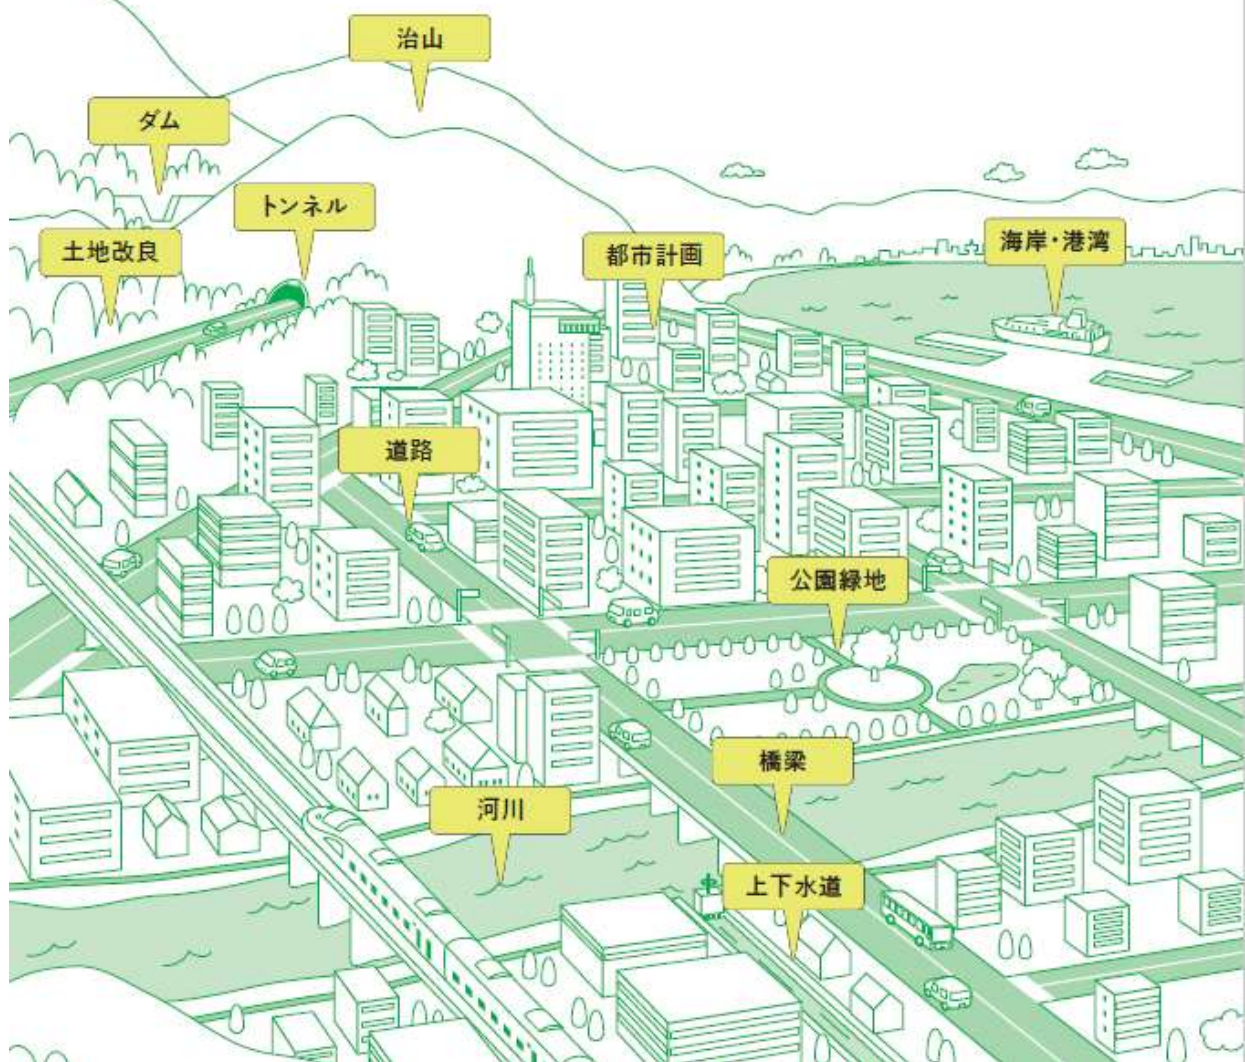 治山
ダム
トンネル
土地改良
都市計画
海岸・港湾
道路
公園緑地
橋梁
河川
上下水道